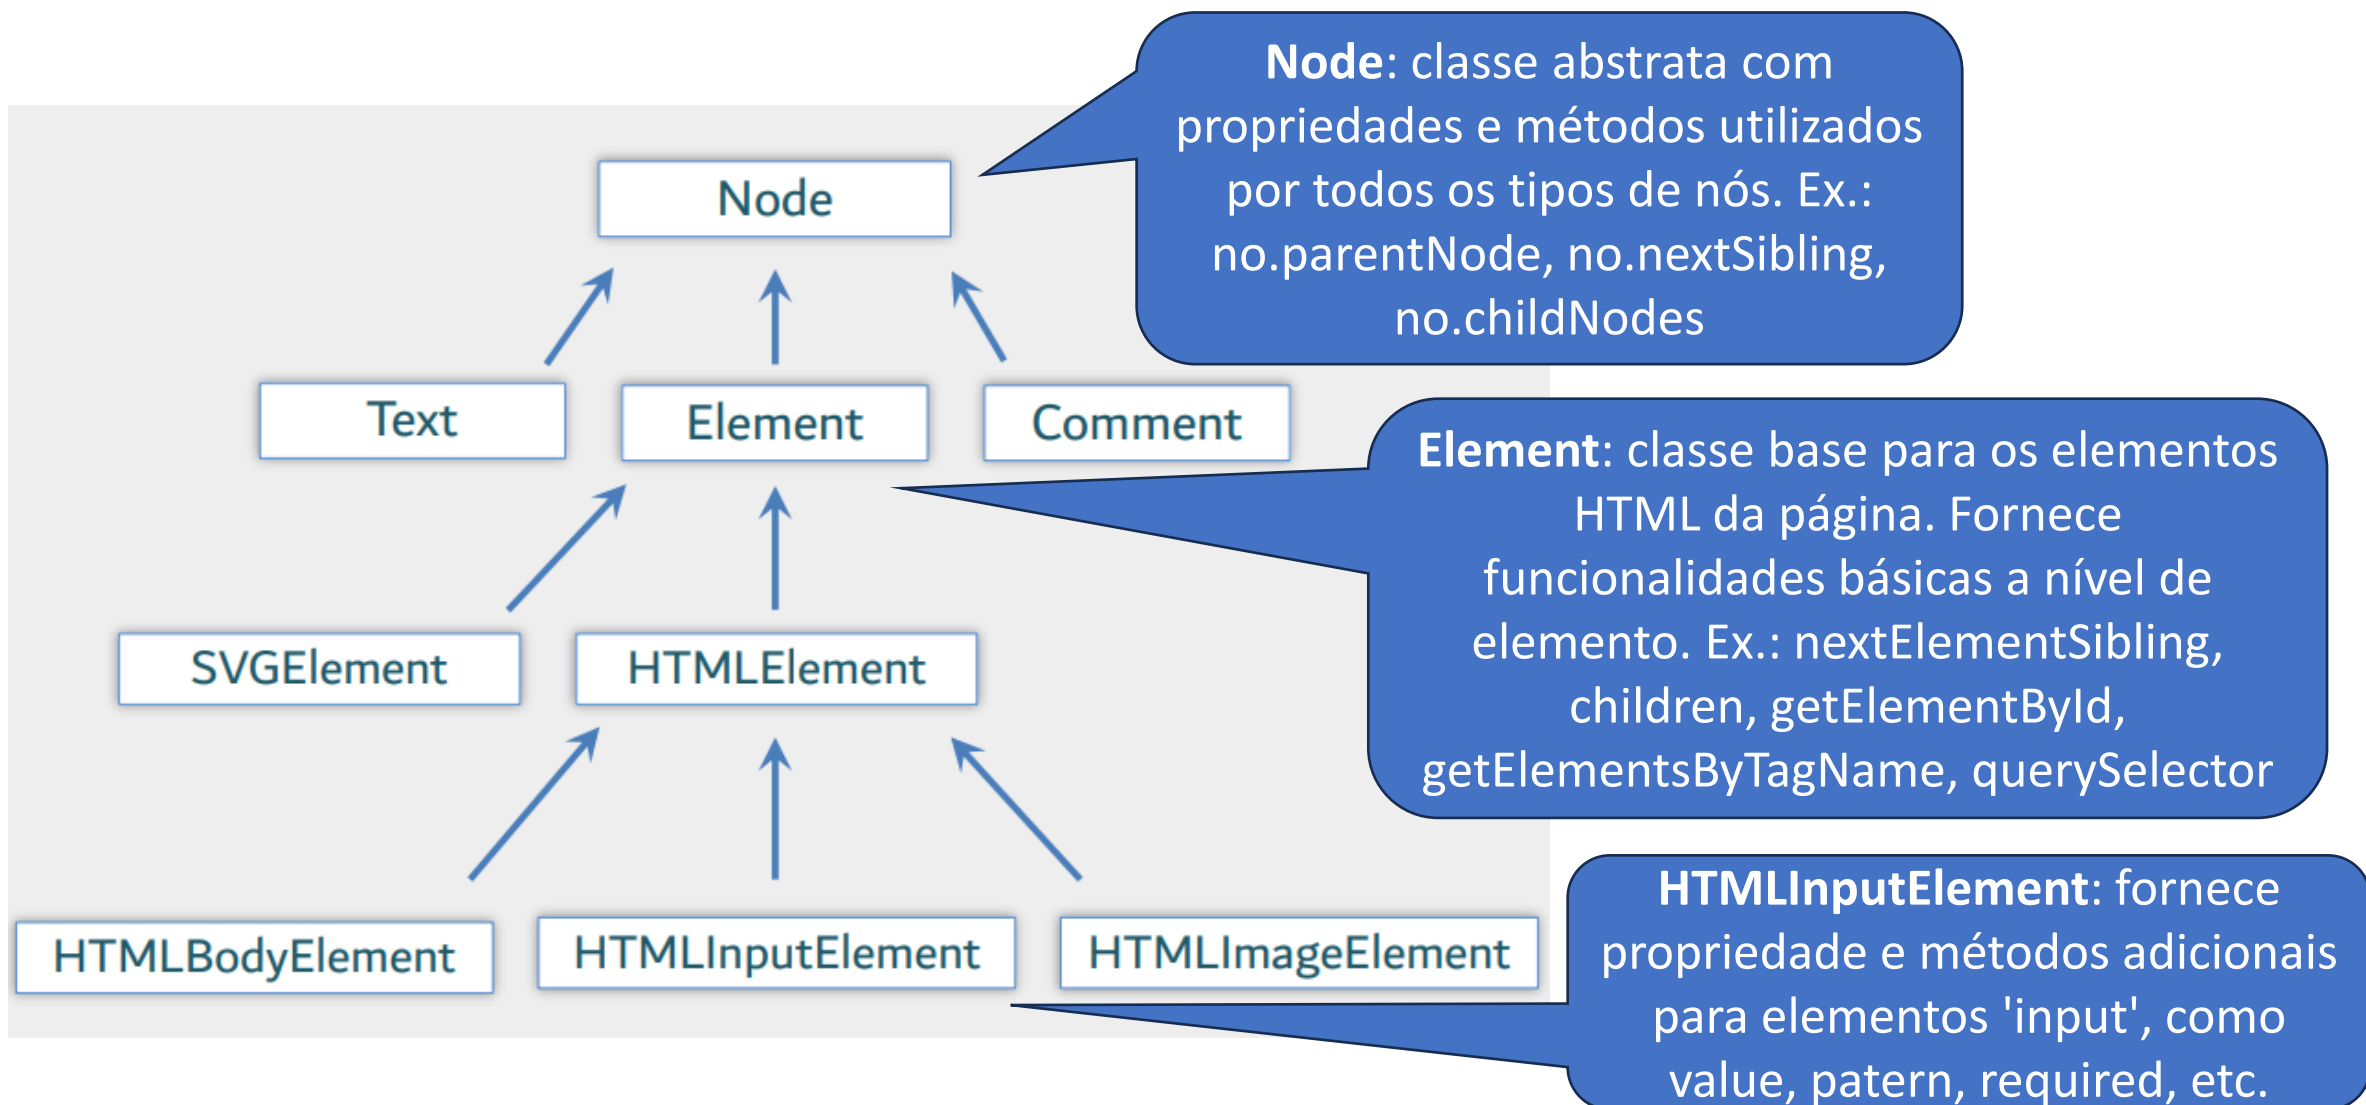 Node: classe abstrata com
propriedades e métodos utilizados
por todos os tipos de nós. Ex.:
no.parentNode, no.nextSibling,
no.childNodes
Node
Text
Element
Comment
Element: classe base para os elementos
HTML da página. Fornece
funcionalidades básicas a nível de
elemento. Ex.: nextElementSibling,
children, getElementById,
getElementsByTagName, querySelector
SVGElement
HTMLElement
HTMLInputElement: fornece
propriedade e métodos adicionais
para elementos 'input', como
value, patern, required, etc.
HTMLBodyElement
HTMLInputElement
HTMLImageElement